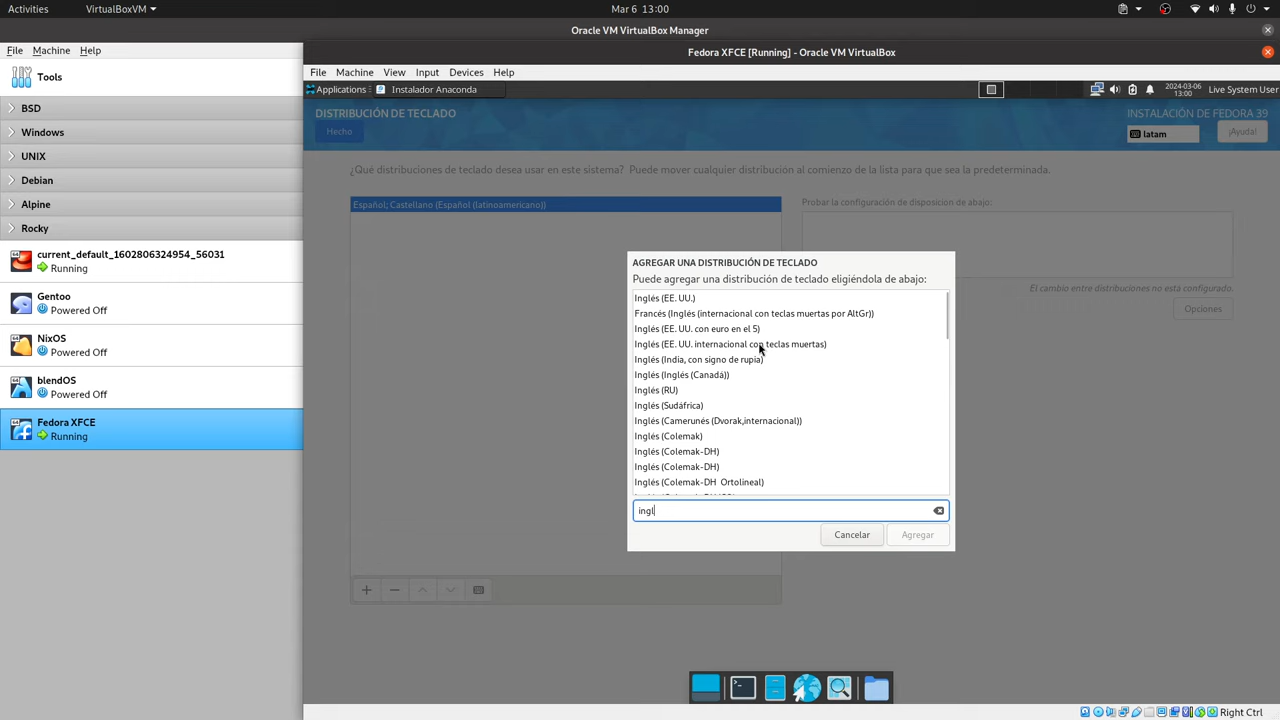 Activities
VirtualBoxVM
Mar 6 13:00
Oracle VM VirtualBox Manager
File Machine Help
Tools
BSD
Windows
UNIX
Debian
Alpine
Rocky
current_default_1602806324954_56031
Running
Gentoo
Powered Off
NixOS
Powered Off
blendOS
Powered Off
Fedora XFCE
Running
Fedora XFCE [Running] - Oracle VM VirtualBox
File Machine View Input Devices Help
Applications
Instalador Anaconda
2024-03-06
13:00
Live System User
DISTRIBUCIÓN DE TECLADO
Hecho
INSTALACIÓN DE FEDORA 39
latam
¡Ayuda!
¿Qué distribuciones de teclado desea usar en este sistema? Puede mover cualquier distribución al comienzo de la lista para que sea la predeterminada.
Español; Castellano (Español (latinoamericano))
Probar la configuración de disposición de abajo:
El cambio entre distribuciones no está configurado.
Opciones
AGREGAR UNA DISTRIBUCIÓN DE TECLADO
Puede agregar una distribución de teclado eligiéndola de abajo:
Inglés (EE. UU.)
Francés (Inglés (internacional con teclas muertas por AltGr))
Inglés (EE. UU. con euro en el 5)
Inglés (EE. UU. internacional con teclas muertas)
Inglés (India, con signo de rupia)
Inglés (Inglés (Canadá))
Inglés (RU)
Inglés (Sudáfrica)
Inglés (Camerunés (Dvorak,internacional))
Inglés (Colemak)
Inglés (Colemak-DH)
Inglés (Colemak-DH)
Inglés (Colemak-DH Ortolineal)
ingl
Cancelar
Agregar
Right Ctrl